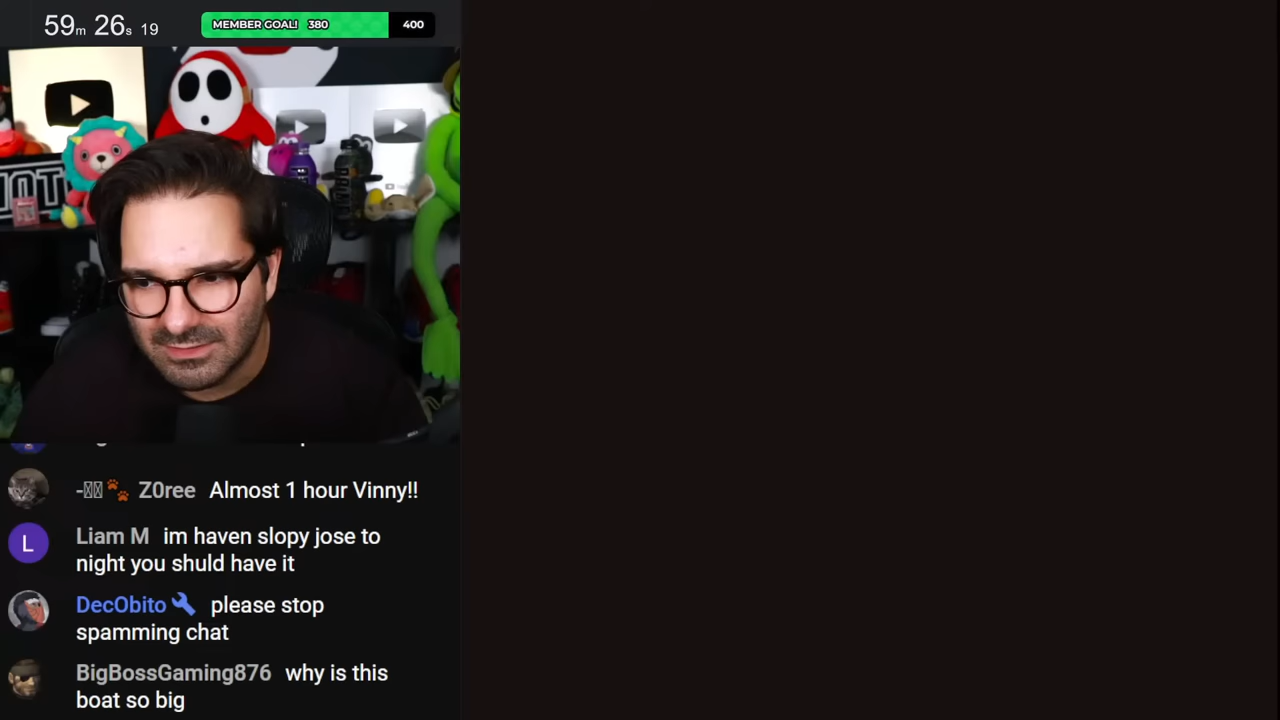 59m 26s 19
MEMBER GOAL! 380
400
Z0ree Almost 1 hour Vinny!!
L
Liam M im haven slopy jose to
night you shuld have it
DecObito please stop
spamming chat
BigBossGaming876 why is this
boat so big